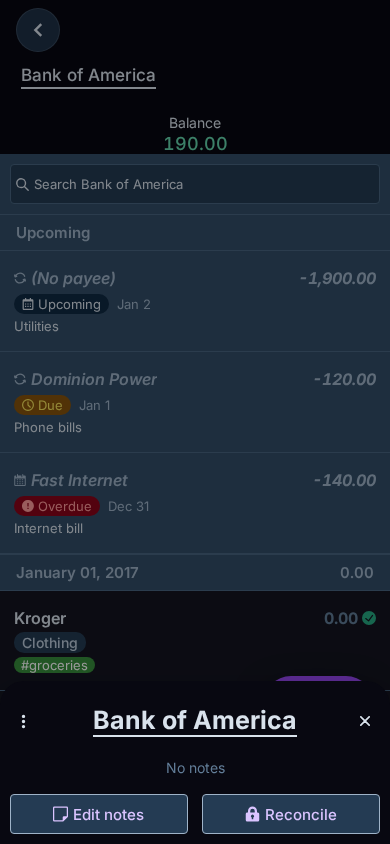 Bank of America
Balance
190.00
Search Bank of America
Upcoming
(No payee) -1,900.00
Upcoming Jan 2
Utilities
Dominion Power -120.00
Due Jan 1
Phone bills
Fast Internet -140.00
Overdue Dec 31
Internet bill
January 01, 2017 0.00
Kroger 0.00
Clothing
#groceries
Bank of America
No notes
Edit notes Reconcile